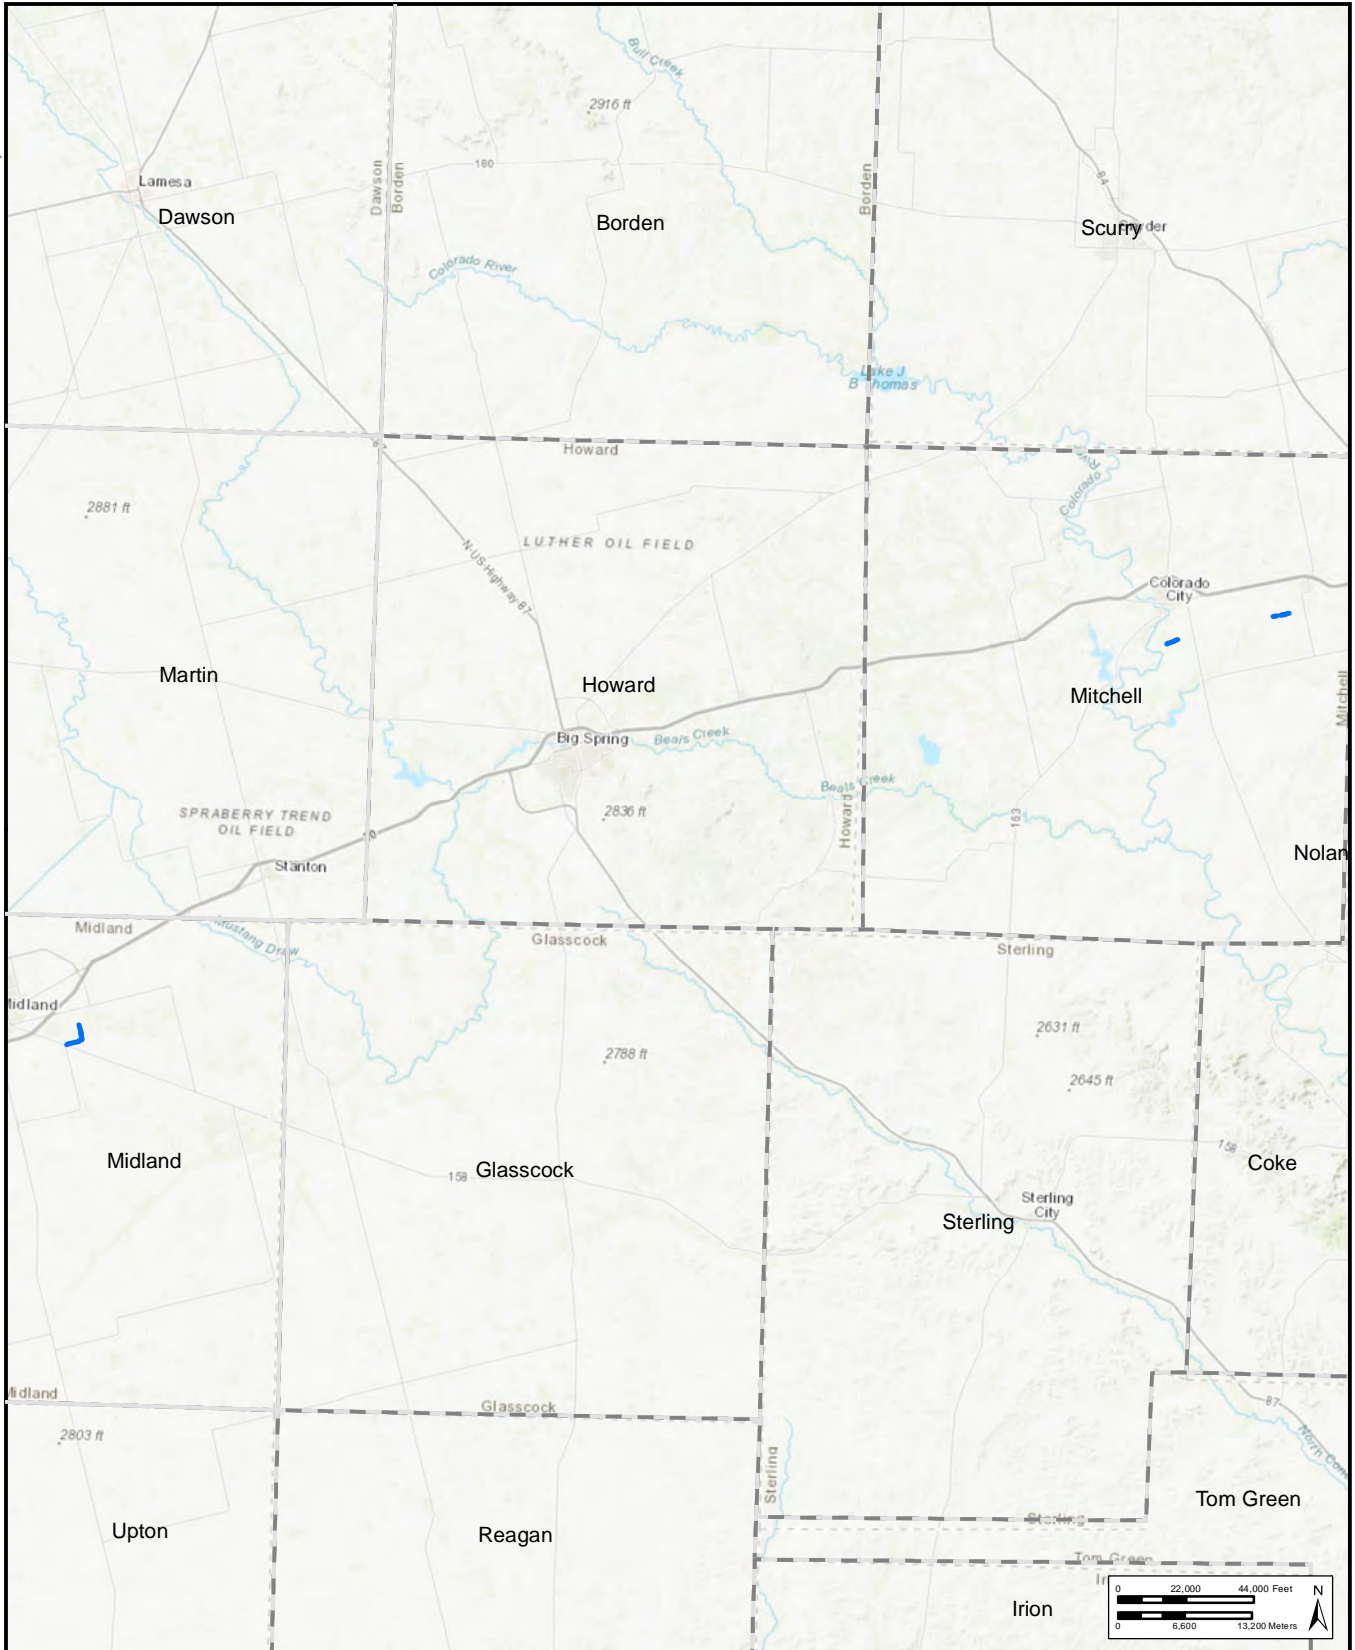 Bull Creek
2916 ft
180
Lamesa
Dawson
Dawson
Borden
Borden
Borden
84
Scurry
Colorado River
Lake J
B Thomas
87
Howard
Colorado
River
2881 ft
LUTHER OIL FIELD
N-US-Highway-87
Colorado
City
Martin
Howard
Mitchell
Mitchell
Big Spring
Beals Creek
Beals Creek
2836 ft
Howard
163
SPRABERRY TREND
OIL FIELD
20
Stanton
Nolan
Midland
Mustang Draw
Glasscock
Sterling
Midland
2631 ft
2788 ft
2645 ft
Midland
158
Glasscock
158
Coke
Sterling
City
Sterling
Midland
Glasscock
87
2803 ft
Sterling
Tom Green
Upton
Reagan
Sterling
Tom Green
Irion
0 22,000 44,000 Feet
0 6,600 13,200 Meters
N